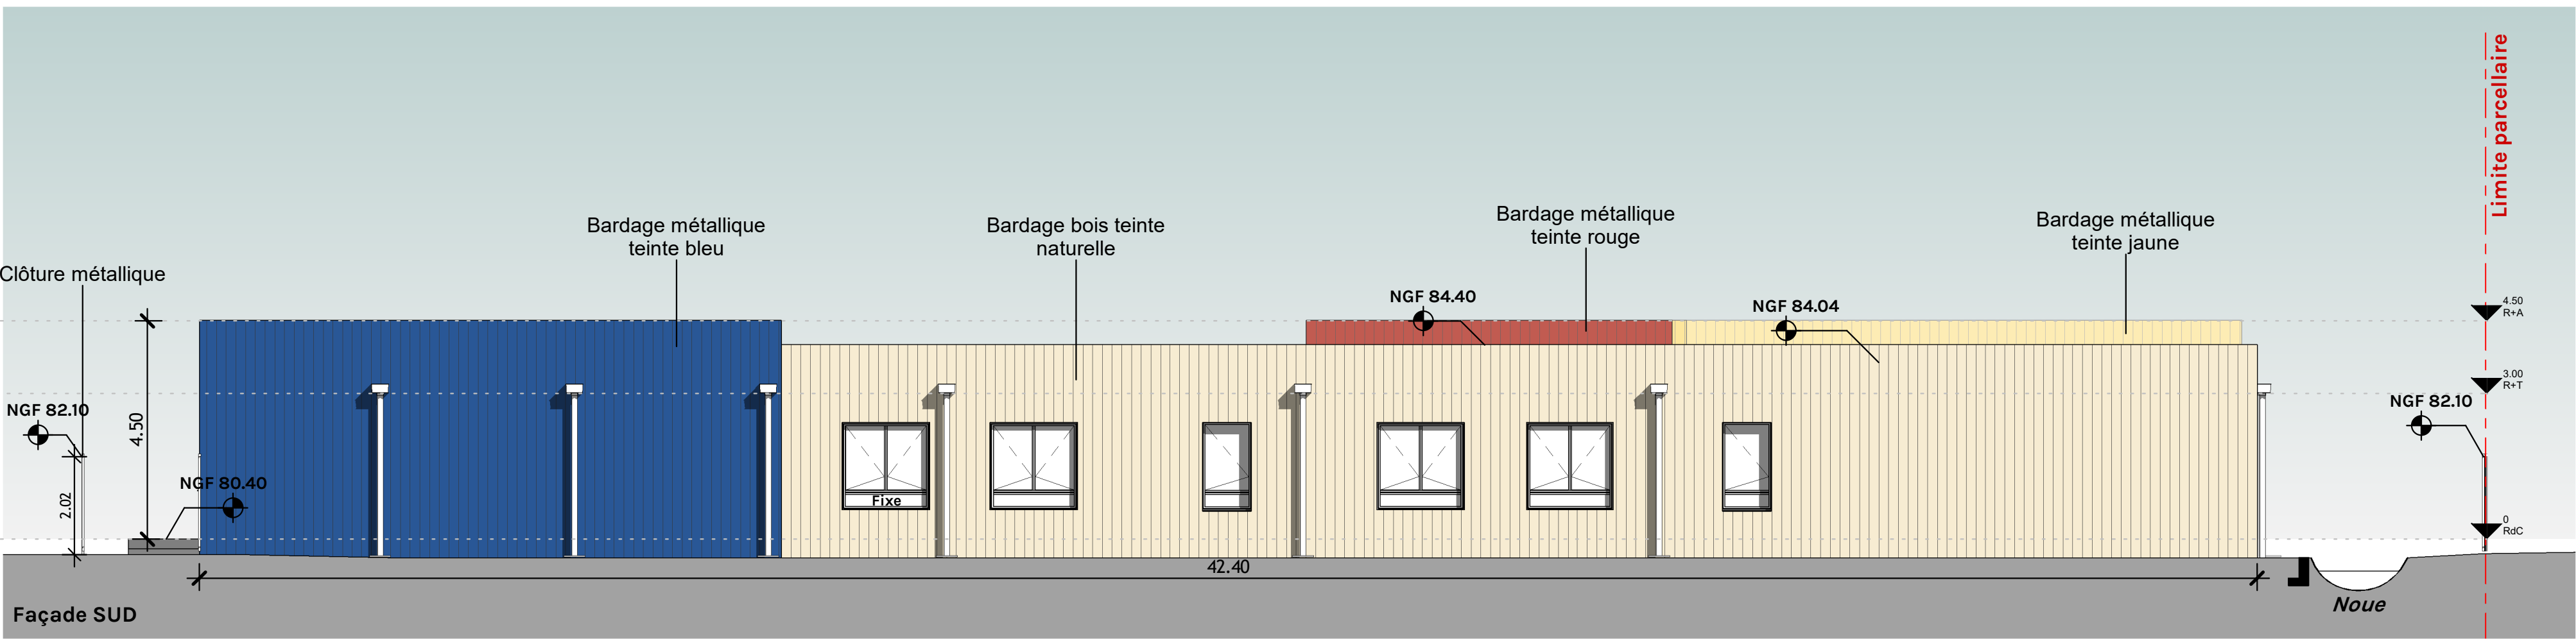 Limite parcellaire
Bardage métallique
teinte bleu
Bardage bois teinte
naturelle
Bardage métallique
teinte rouge
Bardage métallique
teinte jaune
Clôture métallique
NGF 84.40
NGF 84.04
4.50
R+A
3.00
R+T
NGF 82.10
4.50
NGF 82.10
NGF 80.40
2.02
Fixe
0
RdC
42.40
Façade SUD
Noue